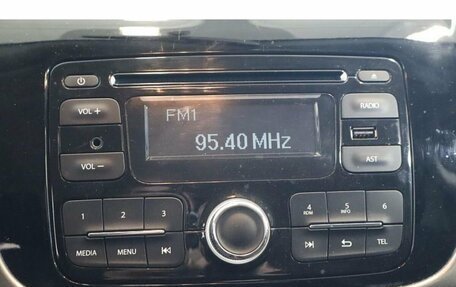 VOL +
FM1
RADIO
95.40 MHz
VOL −
AST
1 2 3
4 RDM 5 INFO 6
MEDIA MENU
TEL